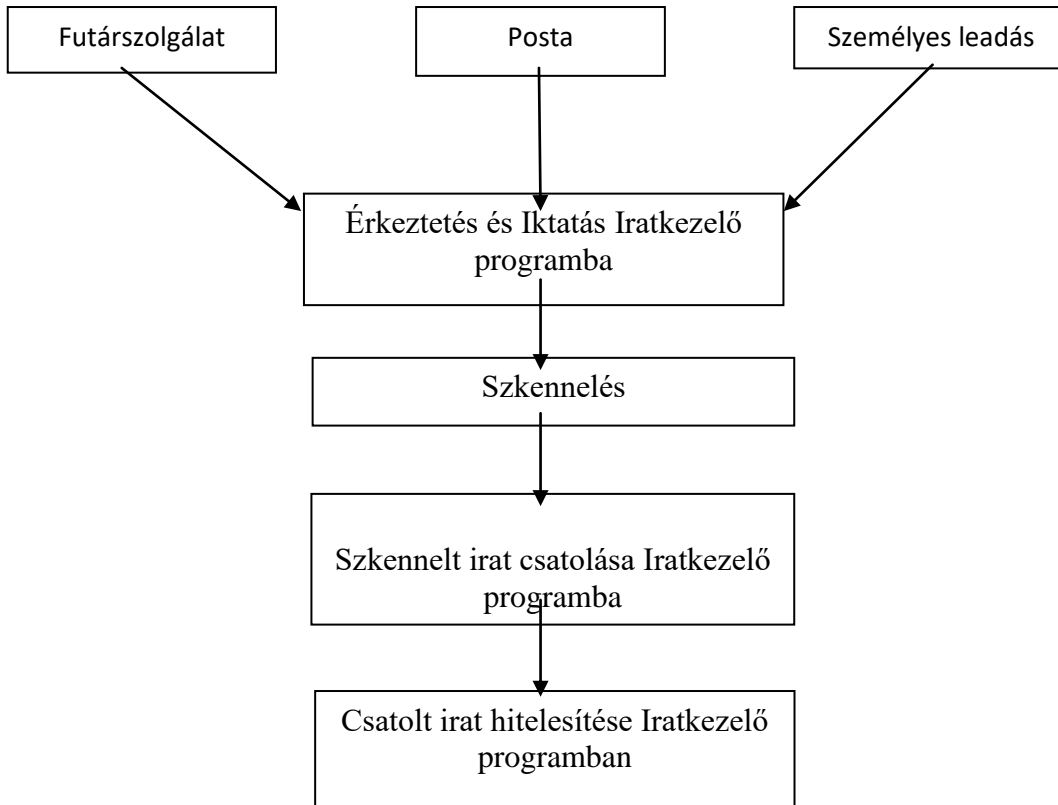 Futárszolgálat
Posta
Személyes leadás
Érkeztetés és Iktatás Iratkezelő
programba
Szkennelés
Szkennelt irat csatolása Iratkezelő
programba
Csatolt irat hitelesítése Iratkezelő
programban